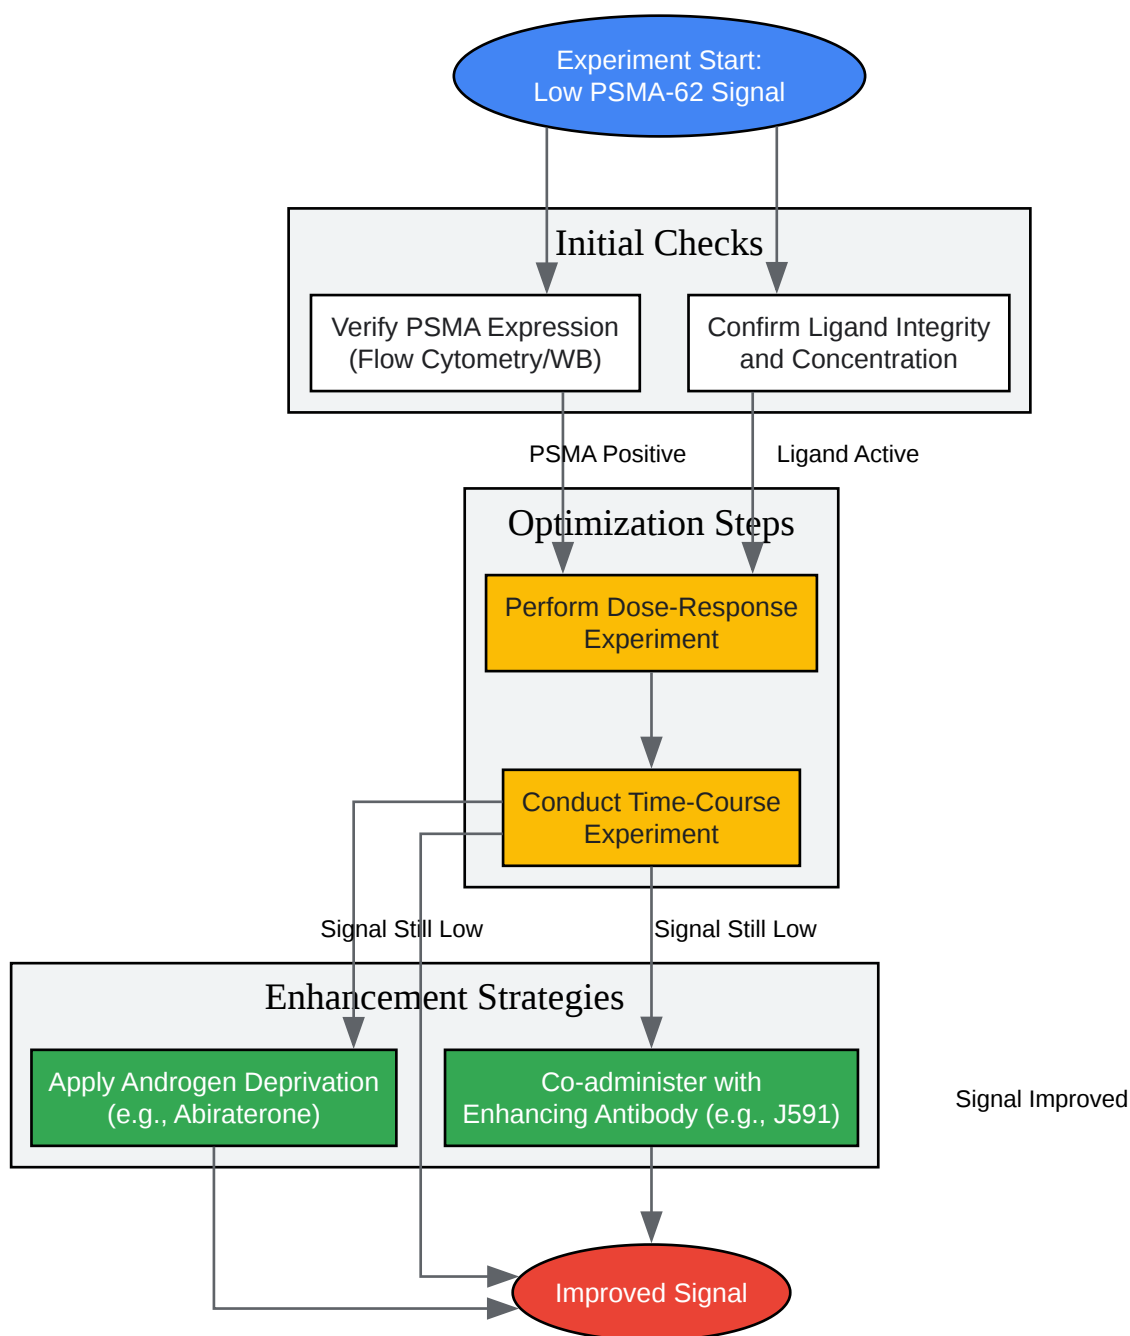 Experiment Start:
Low PSMA-62 Signal
Initial Checks
Verify PSMA Expression
(Flow Cytometry/WB)
Confirm Ligand Integrity
and Concentration
PSMA Positive
Ligand Active
Optimization Steps
Perform Dose-Response
Experiment
Conduct Time-Course
Experiment
Signal Still Low
Signal Still Low
Enhancement Strategies
Apply Androgen Deprivation
(e.g., Abiraterone)
Co-administer with
Enhancing Antibody (e.g., J591)
Signal Improved
Improved Signal